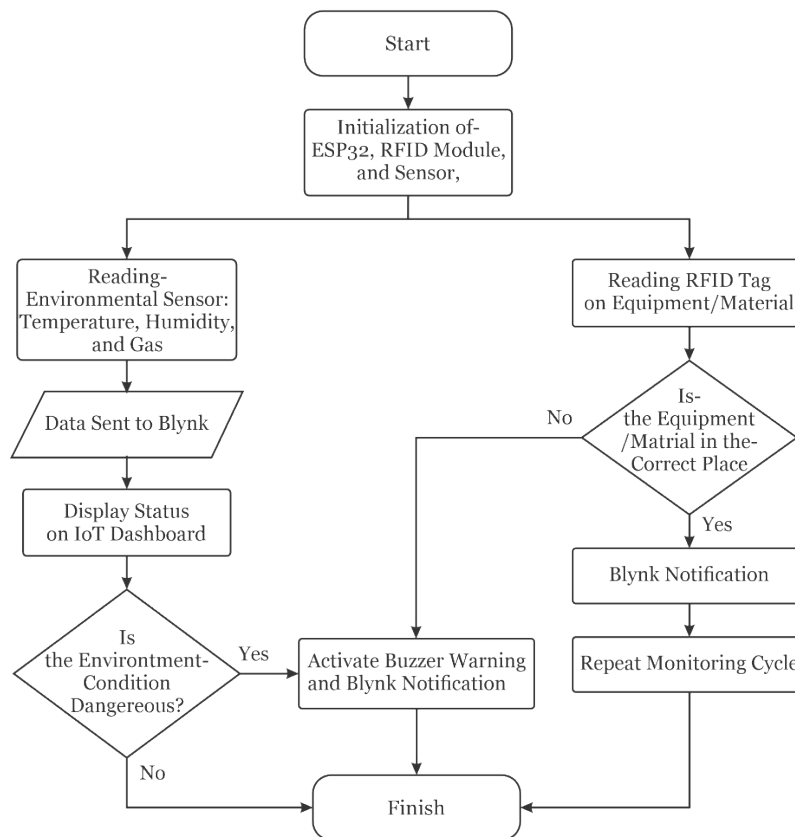 Start
Initialization of-
ESP32, RFID Module,
and Sensor,
Reading-
Environmental Sensor:
Temperature, Humidity,
and Gas
Data Sent to Blynk
Display Status
on IoT Dashboard
Is
the Environtment-
Condition
Dangereous?
Yes
No
Reading RFID Tag
on Equipment/Material
Is-
the Equipment
/Matrial in the-
Correct Place
No
Yes
Blynk Notification
Repeat Monitoring Cycle
Activate Buzzer Warning
and Blynk Notification
Finish